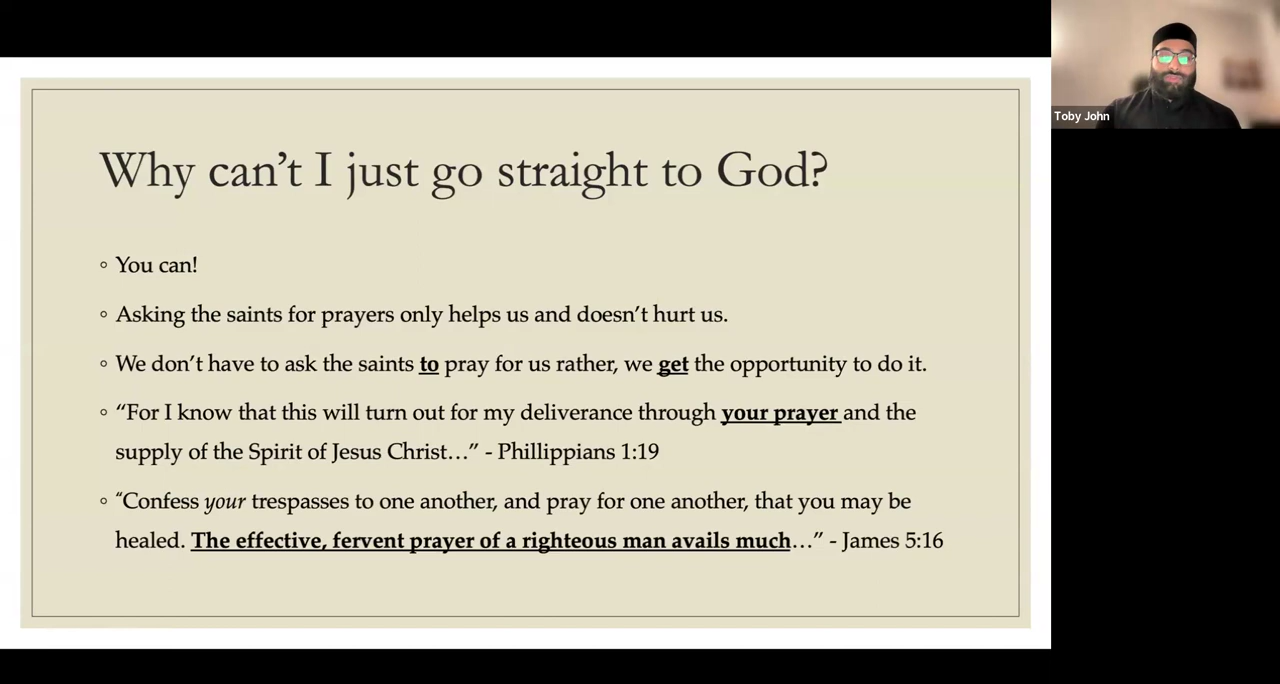 Why can’t I just go straight to God?
◦ You can!
◦ Asking the saints for prayers only helps us and doesn’t hurt us.
◦ We don’t have to ask the saints to pray for us rather, we get the opportunity to do it.
◦ “For I know that this will turn out for my deliverance through your prayer and the
supply of the Spirit of Jesus Christ…” - Phillippians 1:19
◦ “Confess your trespasses to one another, and pray for one another, that you may be
healed. The effective, fervent prayer of a righteous man avails much…” - James 5:16
Toby John